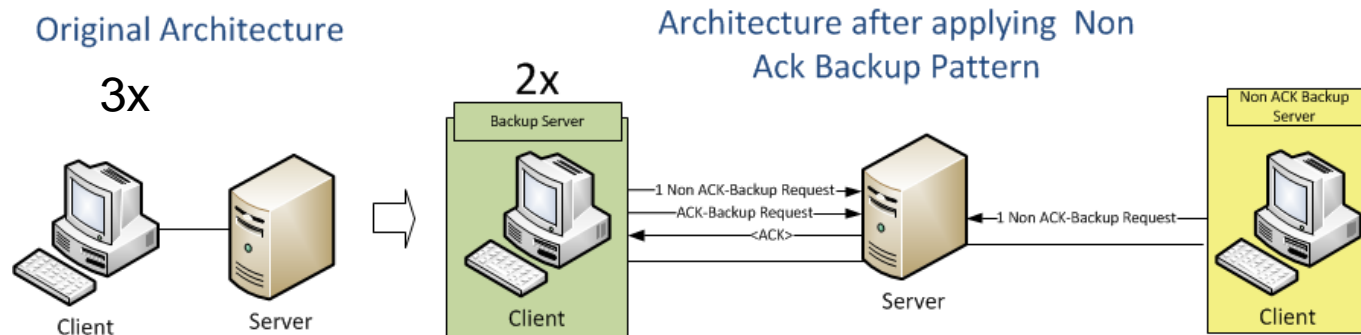 Original Architecture
3x
Client
Server
Architecture after applying  Non
Ack Backup Pattern
2x
Backup Server
Client
1 Non ACK-Backup Request
ACK-Backup Request
<ACK>
Server
1 Non ACK-Backup Request
Non ACK Backup
Server
Client